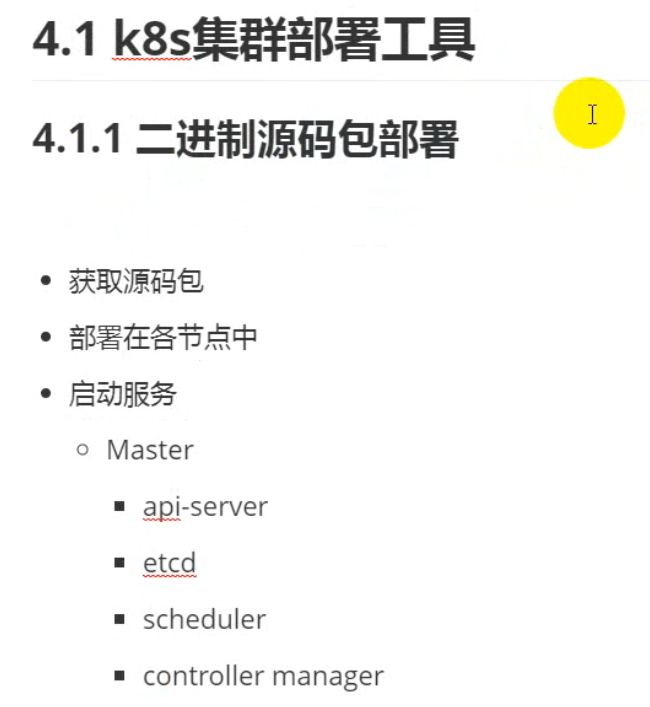 4.1 k8s集群部署工具
4.1.1 二进制源码包部署
获取源码包
部署在各节点中
启动服务
Master
api-server
etcd
scheduler
controller manager